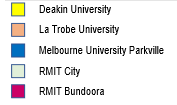 Deakin University
La Trobe University
Melbourne University Parkville
RMIT City
RMIT Bundoora